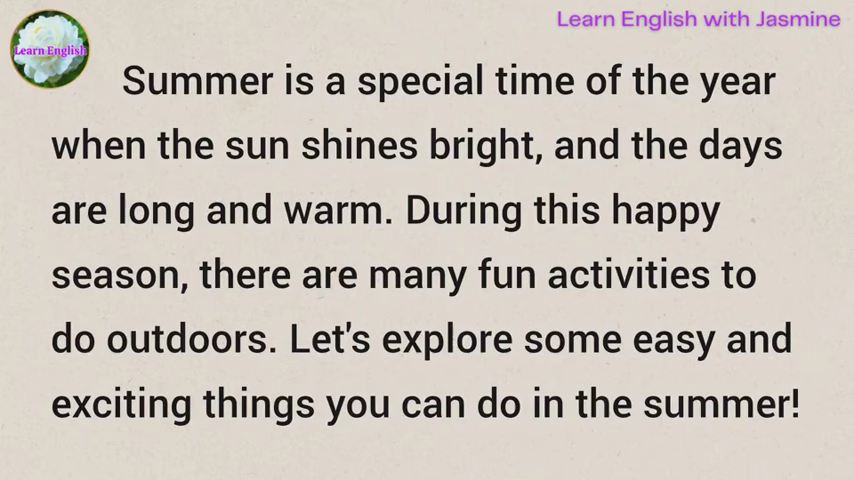 Learn English with Jasmine
Learn English
Summer is a special time of the year
when the sun shines bright, and the days
are long and warm. During this happy
season, there are many fun activities to
do outdoors. Let's explore some easy and
exciting things you can do in the summer!